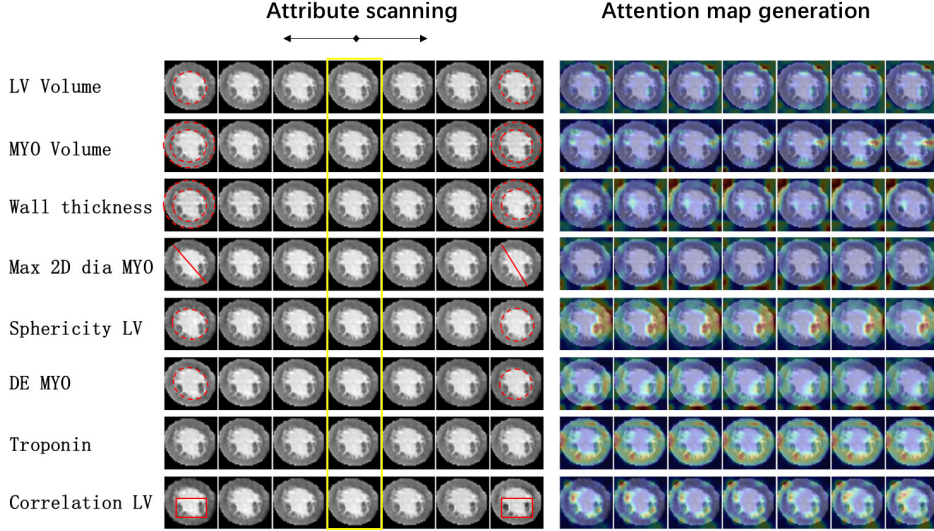 Attribute scanning
Attention map generation
LV Volume
MYO Volume
Wall thickness
Max 2D dia MYO
Sphericity LV
DE MYO
Troponin
Correlation LV